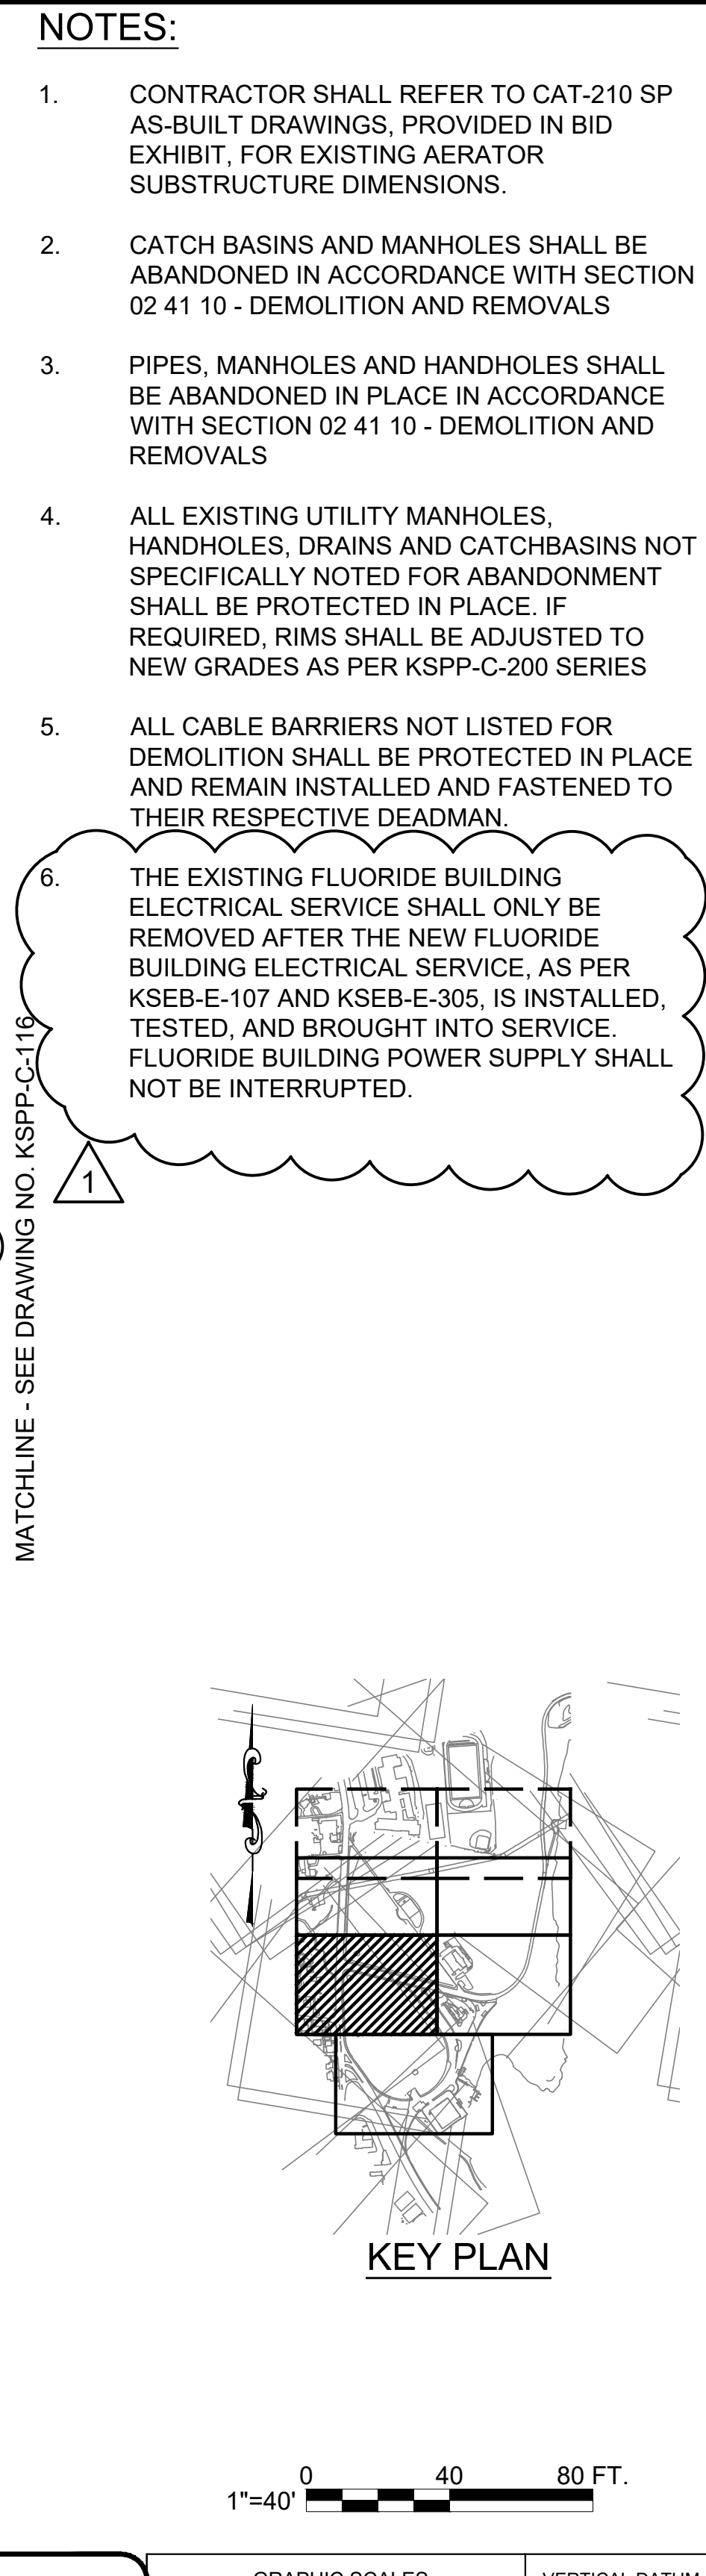 NOTES:
1. CONTRACTOR SHALL REFER TO CAT-210 SP
AS-BUILT DRAWINGS, PROVIDED IN BID
EXHIBIT, FOR EXISTING AERATOR
SUBSTRUCTURE DIMENSIONS.
2. CATCH BASINS AND MANHOLES SHALL BE
ABANDONED IN ACCORDANCE WITH SECTION
02 41 10 - DEMOLITION AND REMOVALS
3. PIPES, MANHOLES AND HANDHOLES SHALL
BE ABANDONED IN PLACE IN ACCORDANCE
WITH SECTION 02 41 10 - DEMOLITION AND
REMOVALS
4. ALL EXISTING UTILITY MANHOLES,
HANDHOLES, DRAINS AND CATCHBASINS NOT
SPECIFICALLY NOTED FOR ABANDONMENT
SHALL BE PROTECTED IN PLACE. IF
REQUIRED, RIMS SHALL BE ADJUSTED TO
NEW GRADES AS PER KSPP-C-200 SERIES
5. ALL CABLE BARRIERS NOT LISTED FOR
DEMOLITION SHALL BE PROTECTED IN PLACE
AND REMAIN INSTALLED AND FASTENED TO
THEIR RESPECTIVE DEADMAN.
6. THE EXISTING FLUORIDE BUILDING
ELECTRICAL SERVICE SHALL ONLY BE
REMOVED AFTER THE NEW FLUORIDE
BUILDING ELECTRICAL SERVICE, AS PER
KSEB-E-107 AND KSEB-E-305, IS INSTALLED,
TESTED, AND BROUGHT INTO SERVICE.
FLUORIDE BUILDING POWER SUPPLY SHALL
NOT BE INTERRUPTED.
1
MATCHLINE - SEE DRAWING NO. KSPP-C-116
KEY PLAN
0 40 80 FT.
1"=40'
GRAPHIC SCALES
VERTICAL DATUM